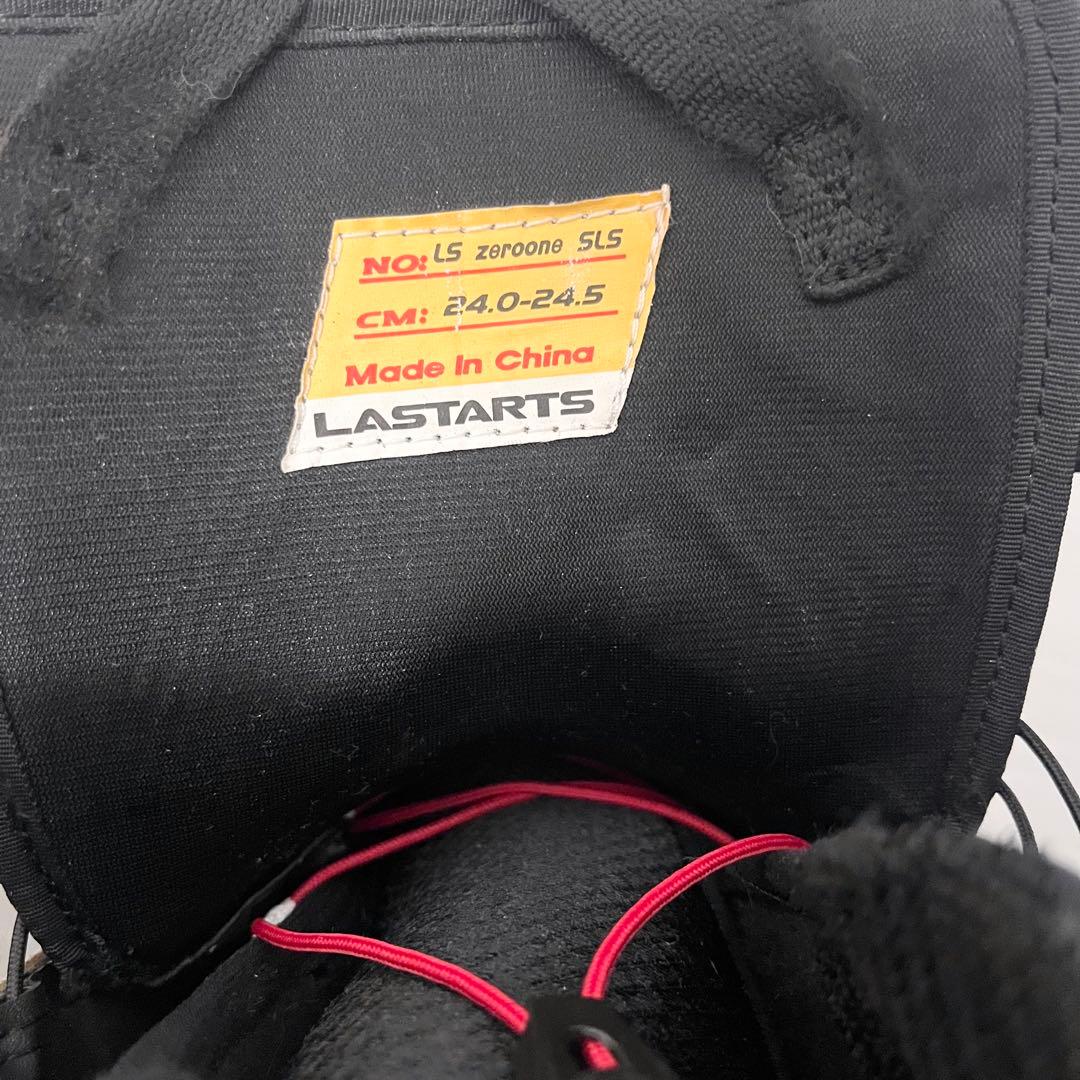 NO: LS zeroone SLS
CM: 24.0-24.5
Made In China
LASTARTS